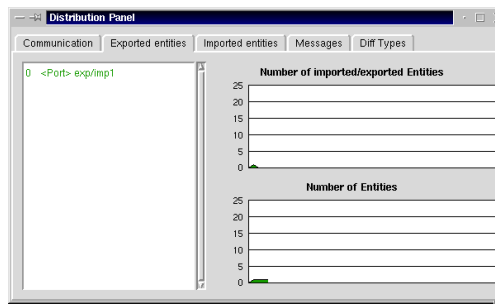 Distribution Panel
Communication Exported entities Imported entities Messages Diff Types
0 <Port> exp/imp1
Number of imported/exported Entities
25
20
15
10
5
0
Number of Entities
25
20
15
10
5
0